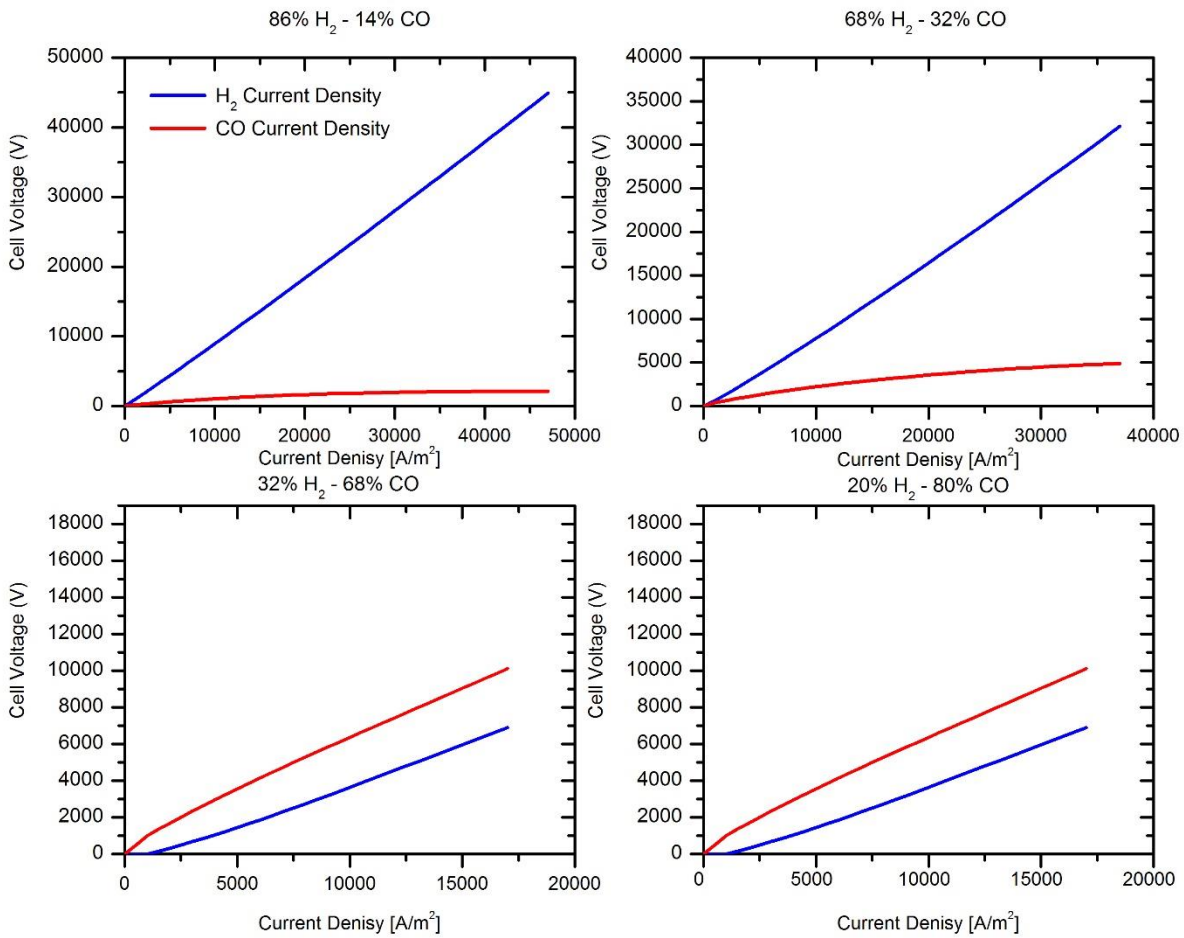 86% H₂ - 14% CO
50000
40000
30000
20000
10000
0
Cell Voltage (V)
H₂ Current Density
CO Current Density
0 10000 20000 30000 40000 50000
Current Denisy [A/m²]
68% H₂ - 32% CO
40000
35000
30000
25000
20000
15000
10000
5000
0
Cell Voltage (V)
0 10000 20000 30000 40000
Current Denisy [A/m²]
32% H₂ - 68% CO
18000
16000
14000
12000
10000
8000
6000
4000
2000
0
Cell Voltage (V)
0 5000 10000 15000 20000
Current Denisy [A/m²]
20% H₂ - 80% CO
18000
16000
14000
12000
10000
8000
6000
4000
2000
0
Cell Voltage (V)
0 5000 10000 15000 20000
Current Denisy [A/m²]